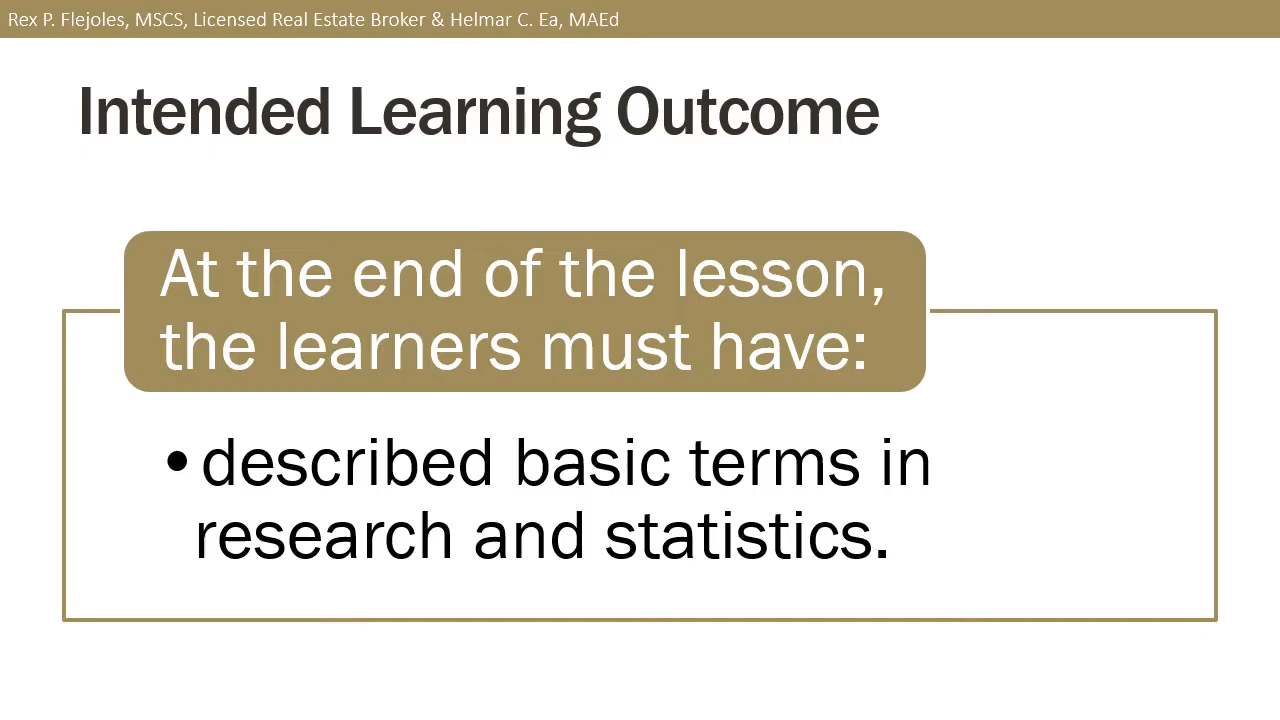 Rex P. Flejoles, MSCS, Licensed Real Estate Broker & Helmar C. Ea, MAEd
Intended Learning Outcome
At the end of the lesson,
the learners must have:
•described basic terms in
research and statistics.